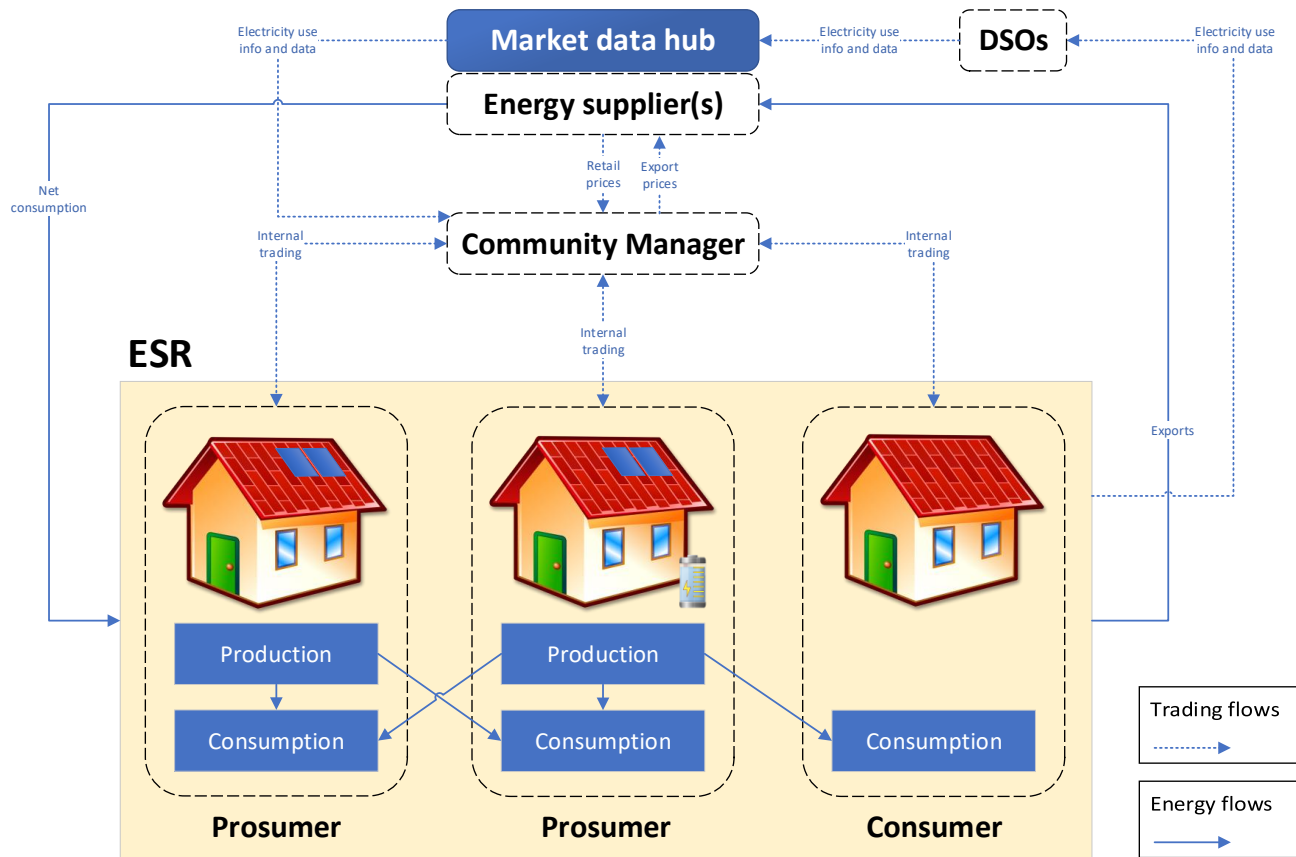 Electricity use
info and data
Market data hub
Electricity use
info and data
DSOs
Electricity use
info and data
Energy supplier(s)
Retail
prices
Export
prices
Net
consumption
Internal
trading
Community Manager
Internal
trading
Internal
trading
ESR
Exports
Production
Production
Consumption
Consumption
Consumption
Prosumer
Prosumer
Consumer
Trading flows
Energy flows